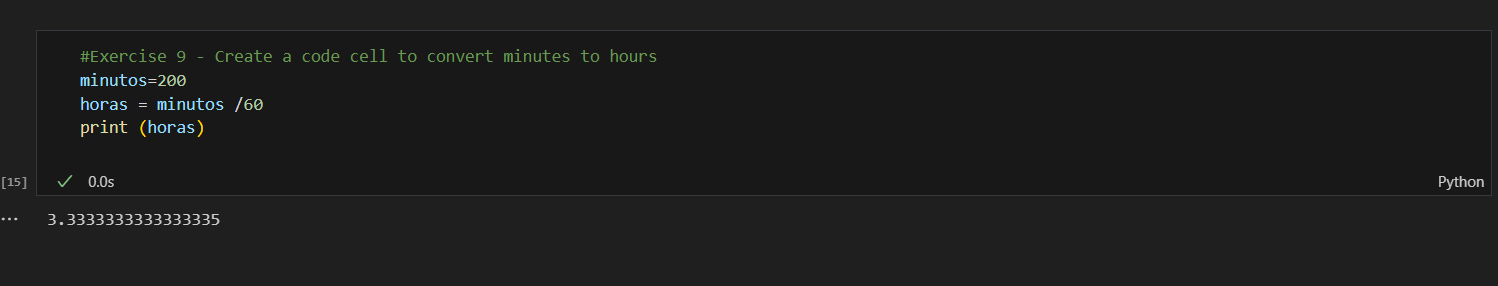 #Exercise 9 - Create a code cell to convert minutes to hours
minutos=200
horas = minutos /60
print (horas)
[15] 0.0s Python
... 3.3333333333333335